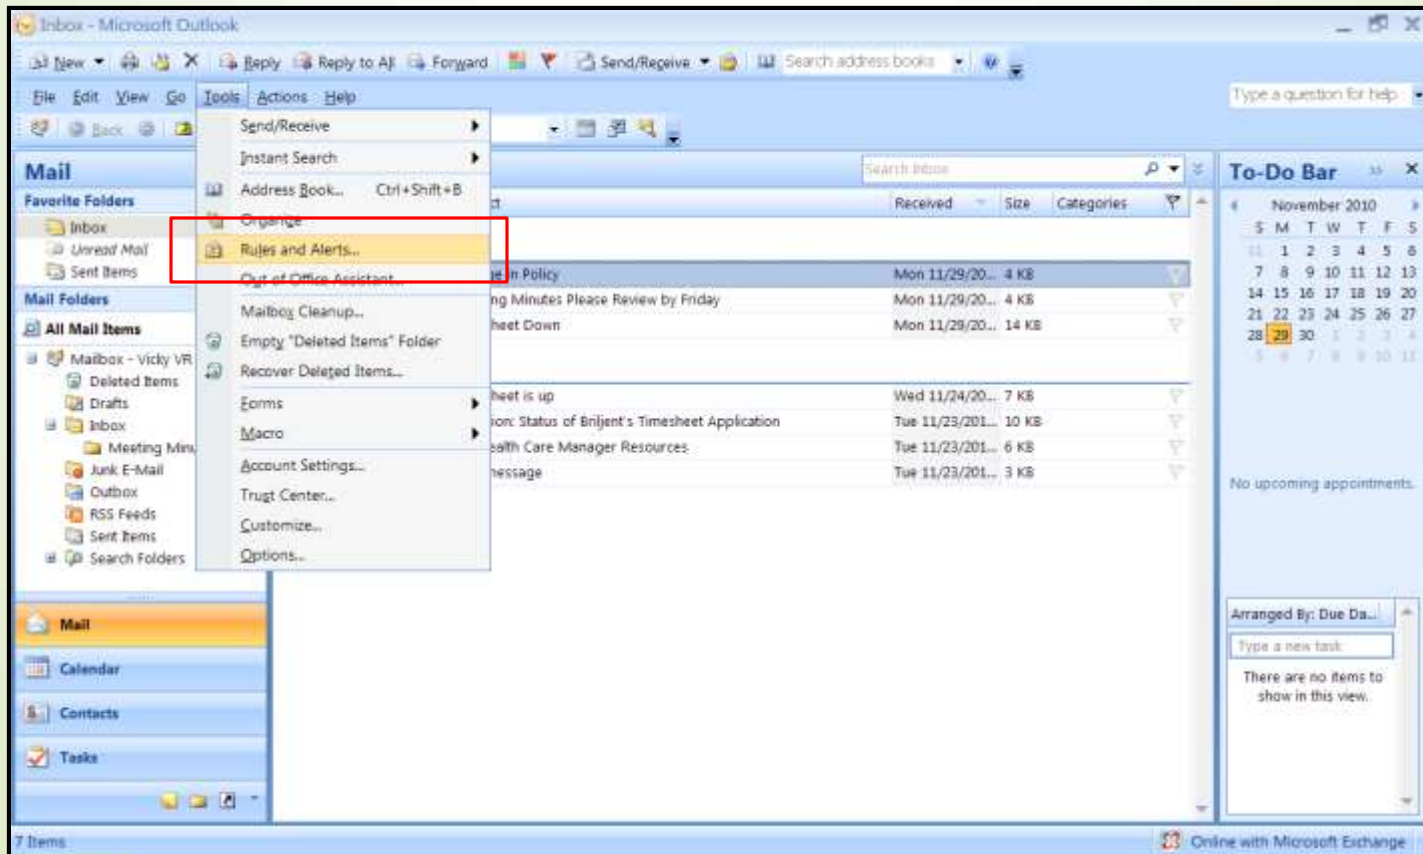 Inbox - Microsoft Outlook
New Reply Reply to All Forward Send/Receive Search address books
File Edit View Go Tools Actions Help Type a question for help
Back
Send/Receive
Instant Search
Address Book... Ctrl+Shift+B
Organize
Rules and Alerts...
Out of Office Assistant...
Mailbox Cleanup...
Empty "Deleted Items" Folder
Recover Deleted Items...
Forms
Macro
Account Settings...
Trust Center...
Customize...
Options...
Mail
Favorite Folders
Inbox
Unread Mail
Sent Items
Mail Folders
All Mail Items
Mailbox - Vicky VR
Deleted Items
Drafts
Inbox
Meeting Minu
Junk E-Mail
Outbox
RSS Feeds
Sent Items
Search Folders
Mail
Calendar
Contacts
Tasks
7 Items
Search Inbox
Received Size Categories
in Policy Mon 11/29/20... 4 KB
ng Minutes Please Review by Friday Mon 11/29/20... 4 KB
heet Down Mon 11/29/20... 14 KB
heet is up Wed 11/24/20... 7 KB
ion: Status of Briljent's Timesheet Application Tue 11/23/201... 10 KB
ealth Care Manager Resources Tue 11/23/201... 6 KB
message Tue 11/23/201... 3 KB
To-Do Bar
November 2010
S M T W T F S
31 1 2 3 4 5 6
7 8 9 10 11 12 13
14 15 16 17 18 19 20
21 22 23 24 25 26 27
28 29 30 1 2 3 4
5 6 7 8 9 10 11
No upcoming appointments.
Arranged By: Due Da...
Type a new task
There are no items to
show in this view.
Online with Microsoft Exchange